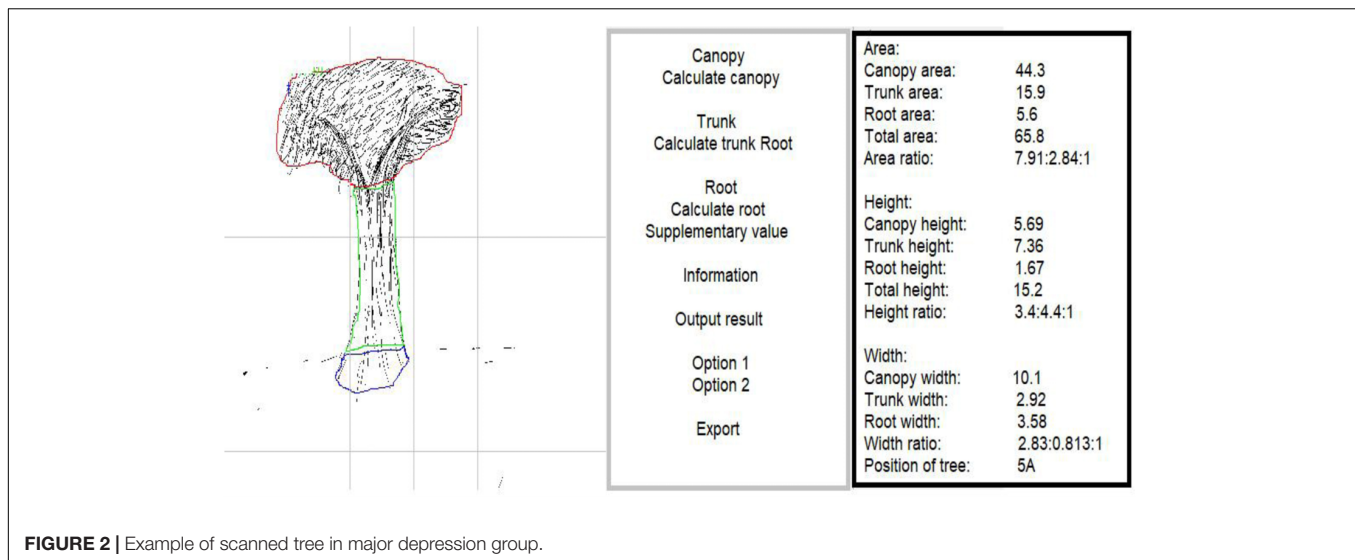 Canopy
Calculate canopy
Trunk
Calculate trunk Root
Root
Calculate root
Supplementary value
Information
Output result
Option 1
Option 2
Export
Area:
Canopy area: 44.3
Trunk area: 15.9
Root area: 5.6
Total area: 65.8
Area ratio: 7.91:2.84:1
Height:
Canopy height: 5.69
Trunk height: 7.36
Root height: 1.67
Total height: 15.2
Height ratio: 3.4:4.4:1
Width:
Canopy width: 10.1
Trunk width: 2.92
Root width: 3.58
Width ratio: 2.83:0.813:1
Position of tree: 5A
FIGURE 2 | Example of scanned tree in major depression group.